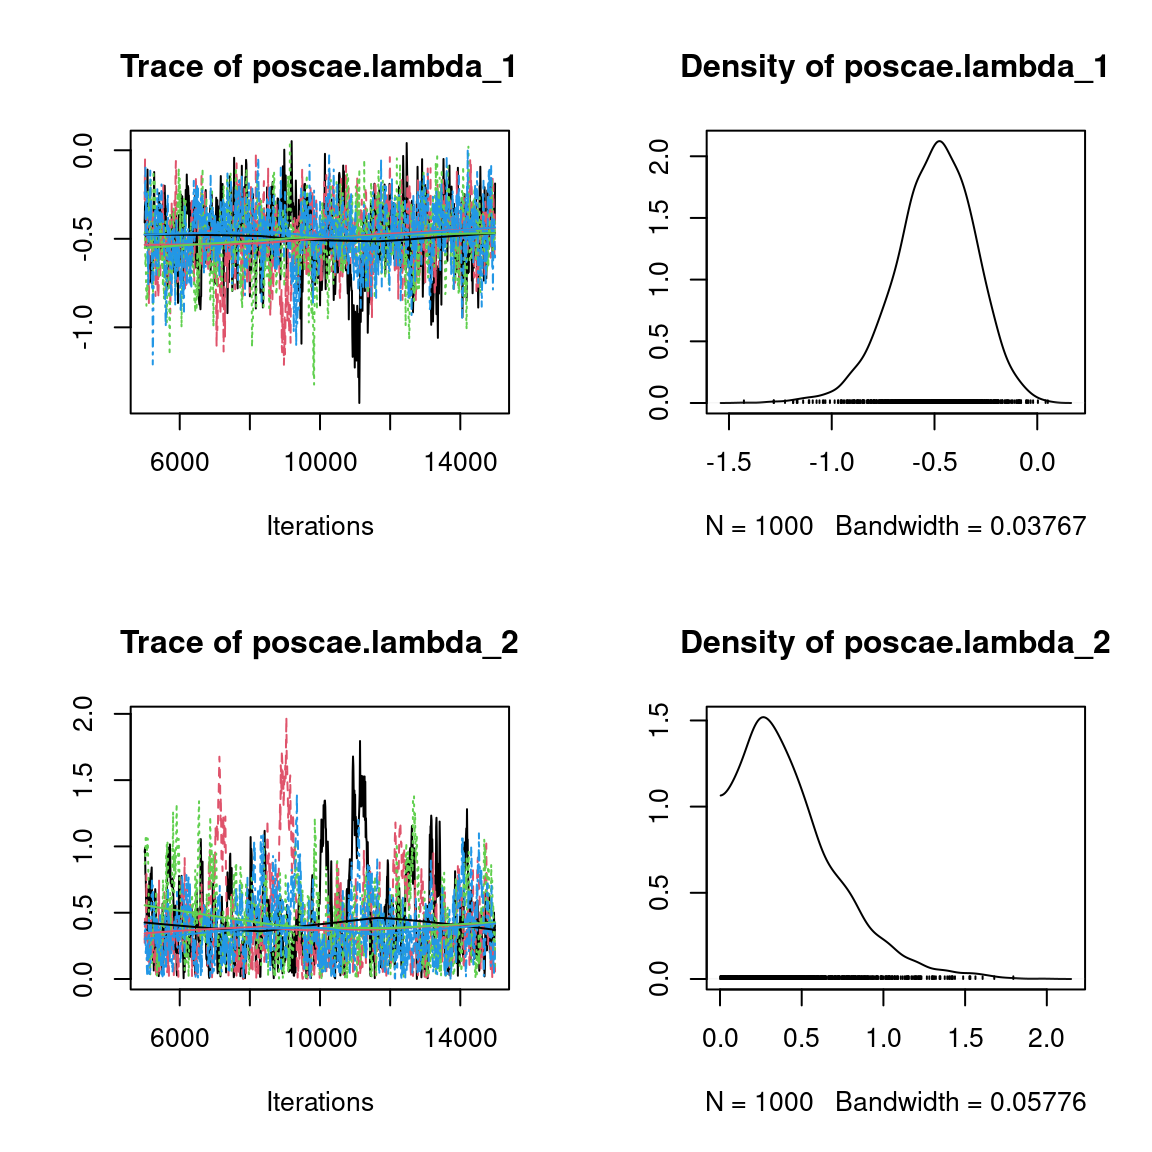 Trace of poscae.lambda_1
0.0
-0.5
-1.0
6000 10000 14000
Iterations
Density of poscae.lambda_1
2.0
1.5
1.0
0.5
0.0
-1.5 -1.0 -0.5 0.0
N = 1000 Bandwidth = 0.03767
Trace of poscae.lambda_2
2.0
1.5
1.0
0.5
0.0
6000 10000 14000
Iterations
Density of poscae.lambda_2
1.5
1.0
0.5
0.0
0.0 0.5 1.0 1.5 2.0
N = 1000 Bandwidth = 0.05776